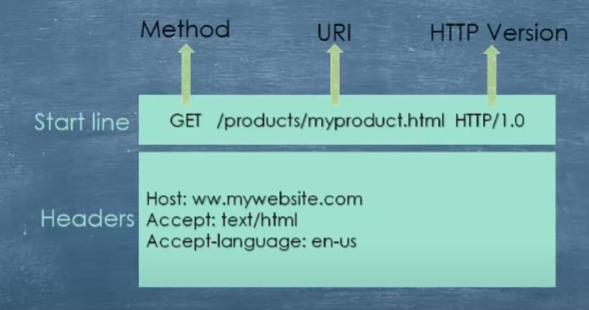 Method URI HTTP Version
Start line GET /products/myproduct.html HTTP/1.0
Host: ww.mywebsite.com
Headers Accept: text/html
Accept-language: en-us